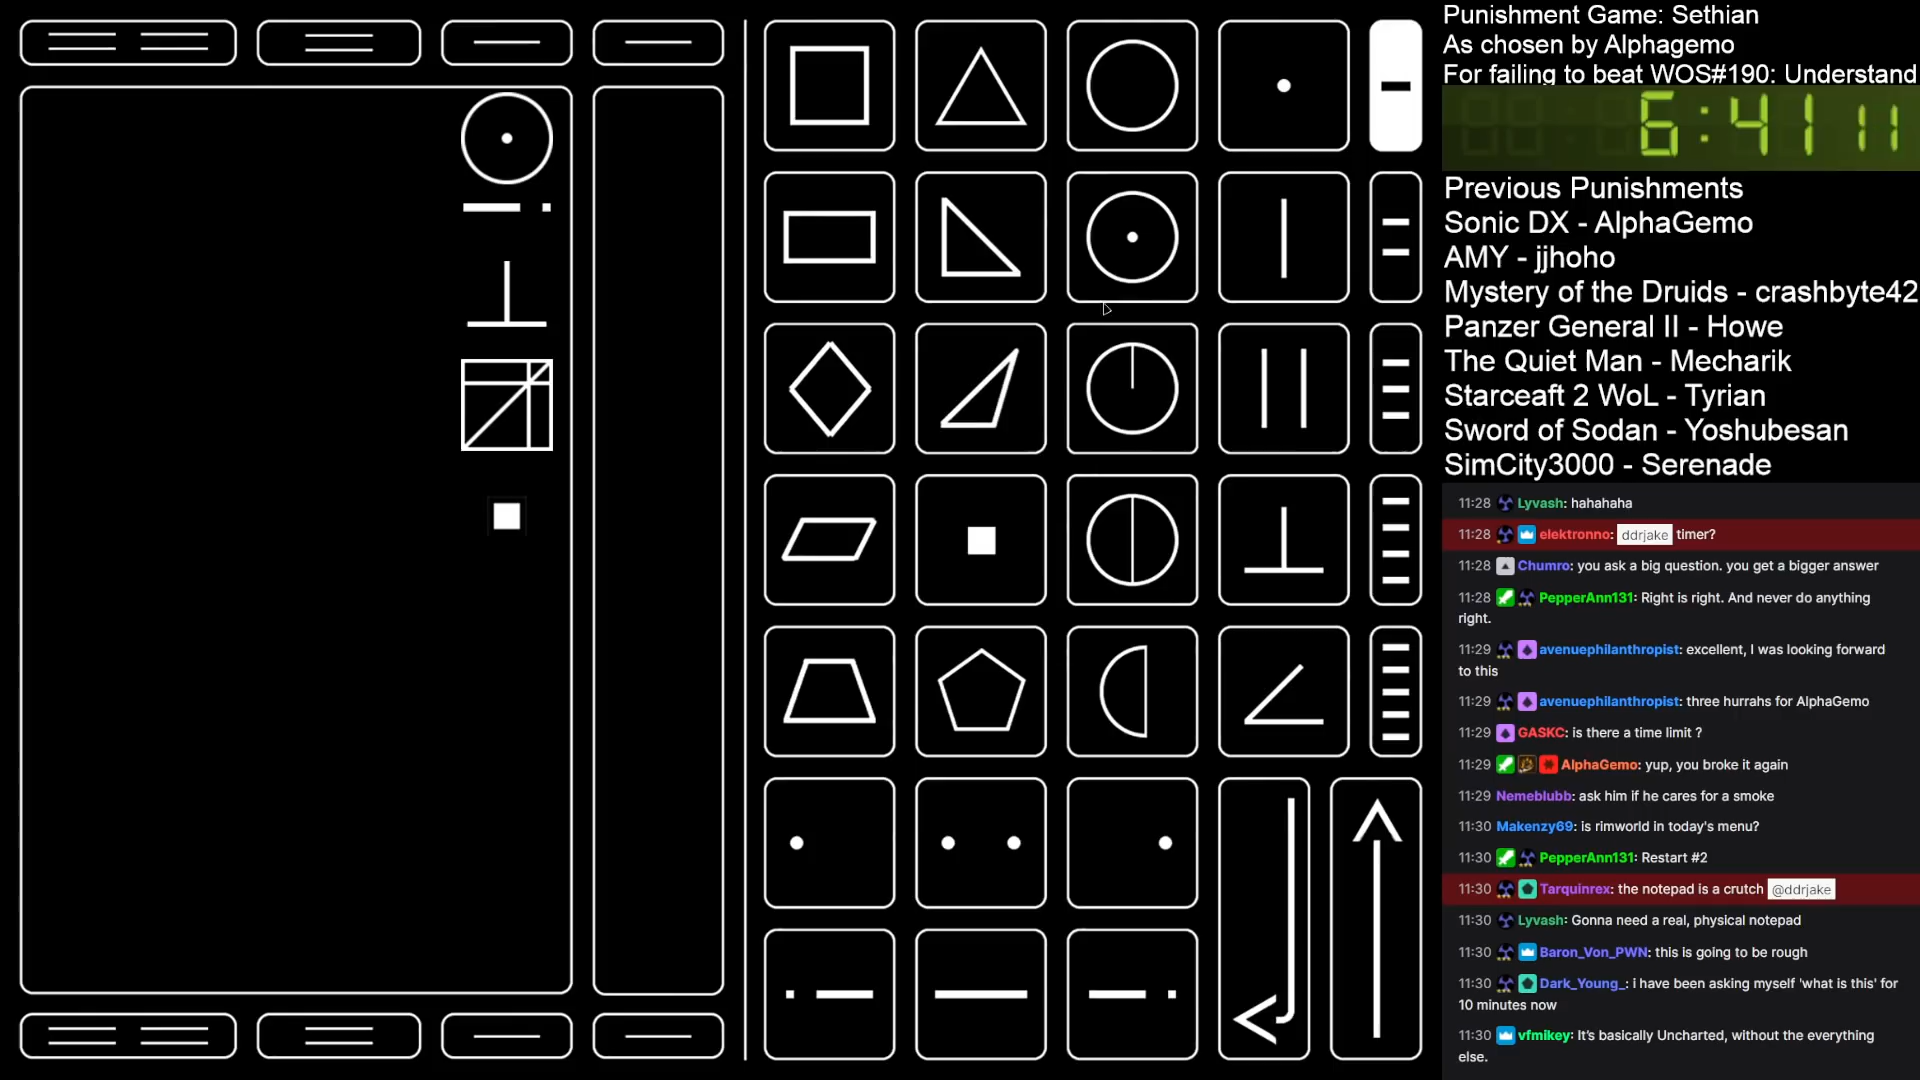 Punishment Game: Sethian
As chosen by Alphagemo
For failing to beat WOS#190: Understand
6:41 11
Previous Punishments
Sonic DX - AlphaGemo
AMY - jjhoho
Mystery of the Druids - crashbyte42
Panzer General II - Howe
The Quiet Man - Mecharik
Starceaft 2 WoL - Tyrian
Sword of Sodan - Yoshubesan
SimCity3000 - Serenade
11:28 Lyvash: hahahaha
11:28 elektronno: ddrjake timer?
11:28 Chumro: you ask a big question. you get a bigger answer
11:28 PepperAnn131: Right is right. And never do anything
right.
11:29 avenuephilanthropist: excellent, I was looking forward
to this
11:29 avenuephilanthropist: three hurrahs for AlphaGemo
11:29 GASKC: is there a time limit ?
11:29 AlphaGemo: yup, you broke it again
11:29 Nemeblubb: ask him if he cares for a smoke
11:30 Makenzy69: is rimworld in today's menu?
11:30 PepperAnn131: Restart #2
11:30 Tarquinrex: the notepad is a crutch @ddrjake
11:30 Lyvash: Gonna need a real, physical notepad
11:30 Baron_Von_PWN: this is going to be rough
11:30 Dark_Young_: i have been asking myself 'what is this' for
10 minutes now
11:30 vfmikey: It's basically Uncharted, without the everything
else.